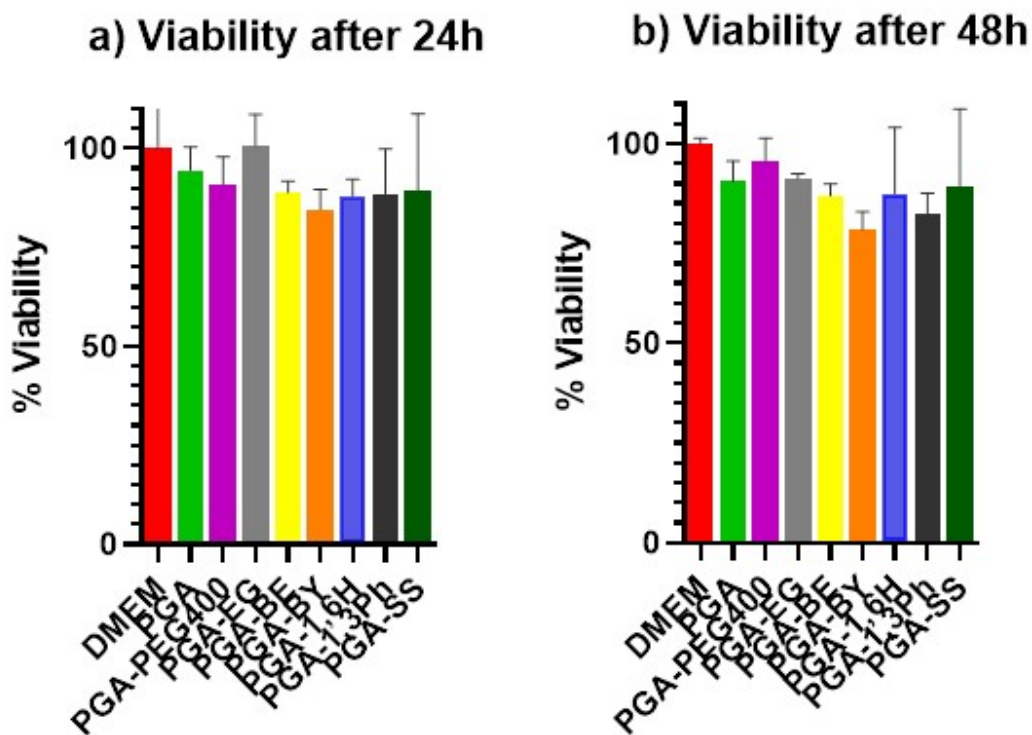 a) Viability after 24h
% Viability
100
50
0
DMEM
PGA
PGA-PEG400
PGA-EG
PGA-BE
PGA-BY
PGA-1,6H
PGA-1,3Ph
PGA-SS
b) Viability after 48h
% Viability
100
50
0
DMEM
PGA
PGA-PEG400
PGA-EG
PGA-BE
PGA-BY
PGA-1,6H
PGA-1,3Ph
PGA-SS